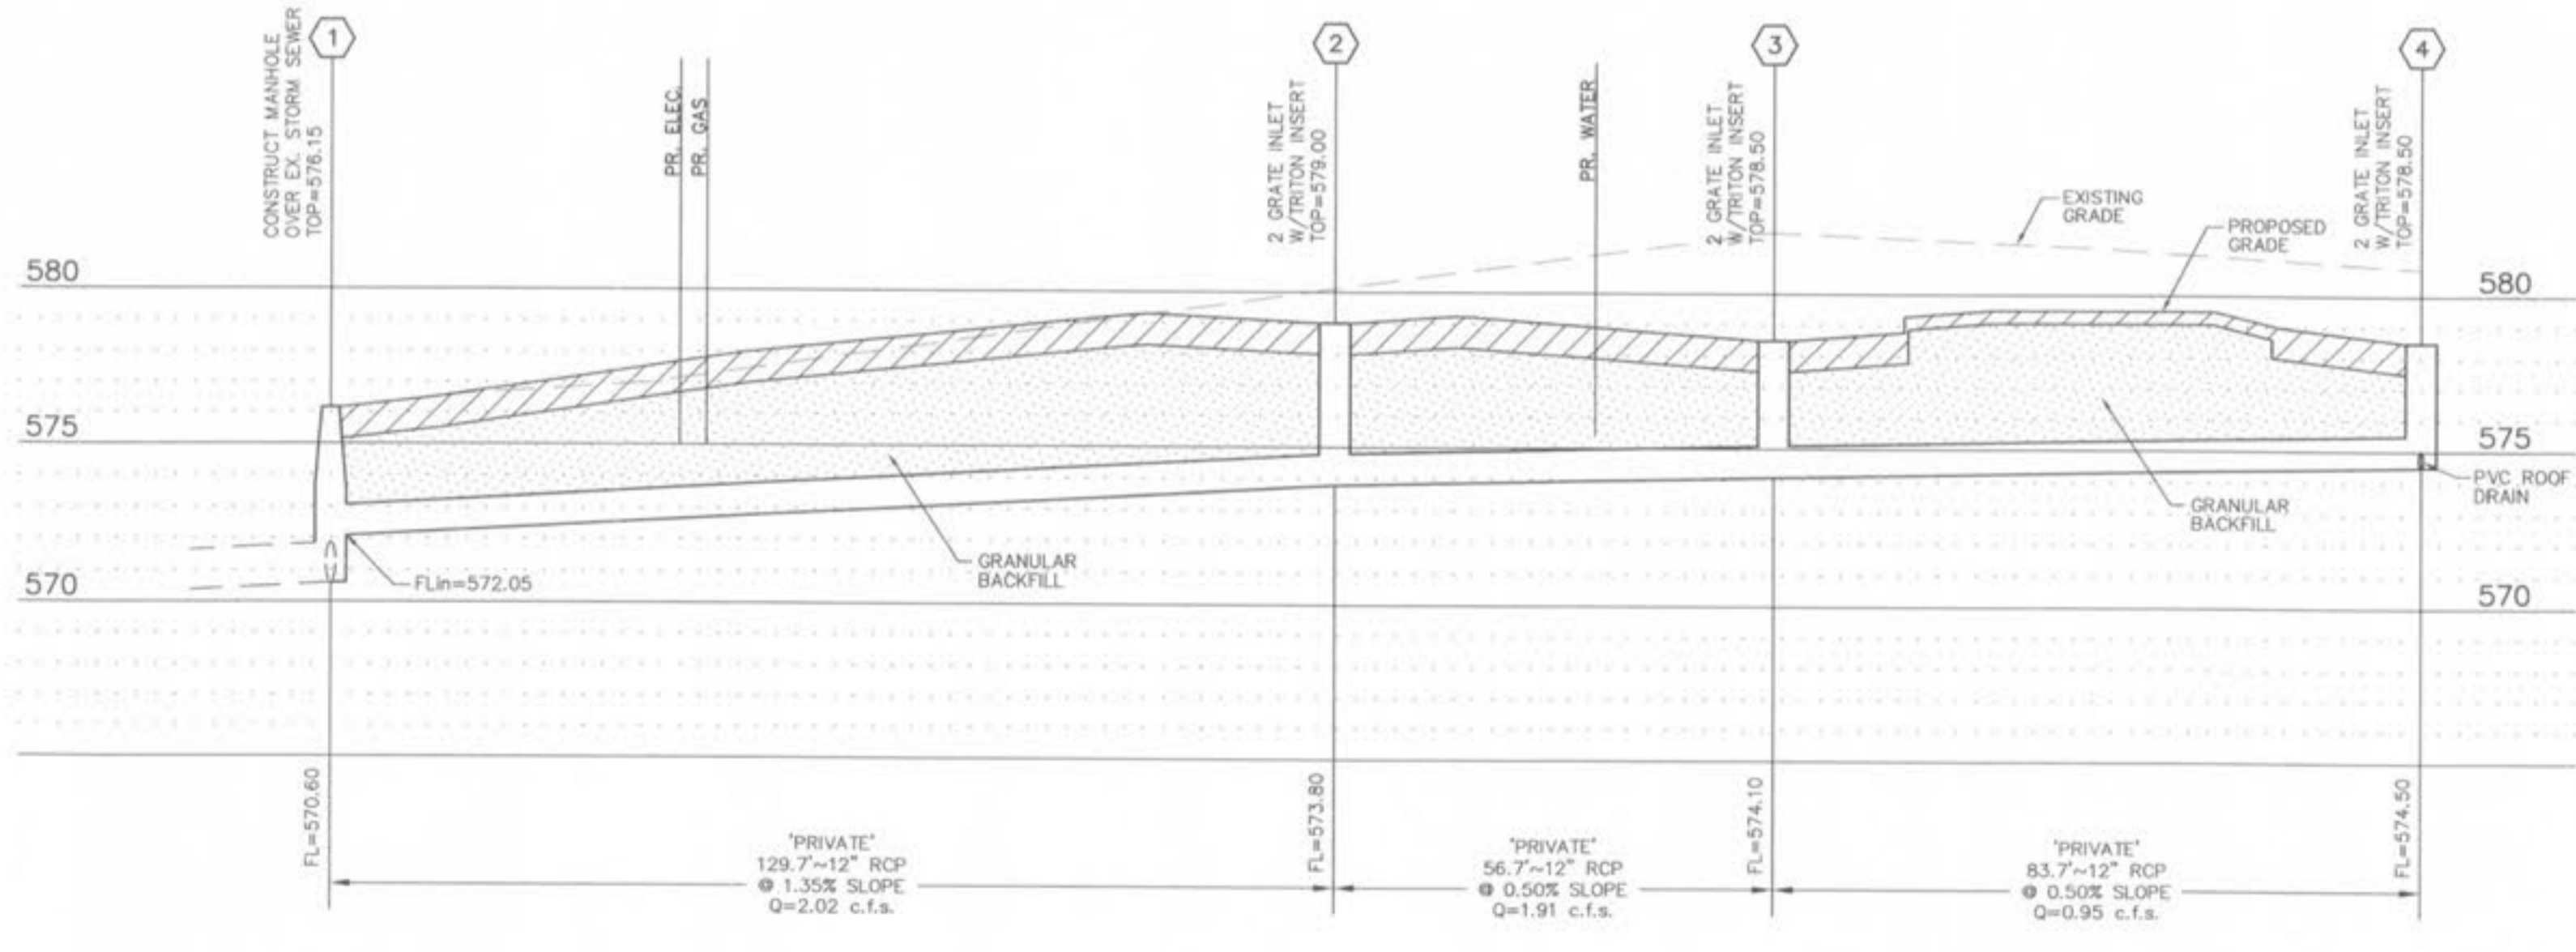 1
2
3
4
CONSTRUCT MANHOLE
OVER EX. STORM SEWER
TOP=576.15
PR. ELEC.
PR. GAS
2 GRATE INLET
W/TRITON INSERT
TOP=579.00
PR. WATER
2 GRATE INLET
W/TRITON INSERT
TOP=578.50
2 GRATE INLET
W/TRITON INSERT
TOP=578.50
EXISTING
GRADE
PROPOSED
GRADE
580
580
575
575
PVC ROOF
DRAIN
GRANULAR
BACKFILL
GRANULAR
BACKFILL
FLin=572.05
570
570
FL=570.60
FL=573.80
FL=574.10
FL=574.50
'PRIVATE'
129.7'~12" RCP
@ 1.35% SLOPE
Q=2.02 c.f.s.
'PRIVATE'
56.7'~12" RCP
@ 0.50% SLOPE
Q=1.91 c.f.s.
'PRIVATE'
83.7'~12" RCP
@ 0.50% SLOPE
Q=0.95 c.f.s.